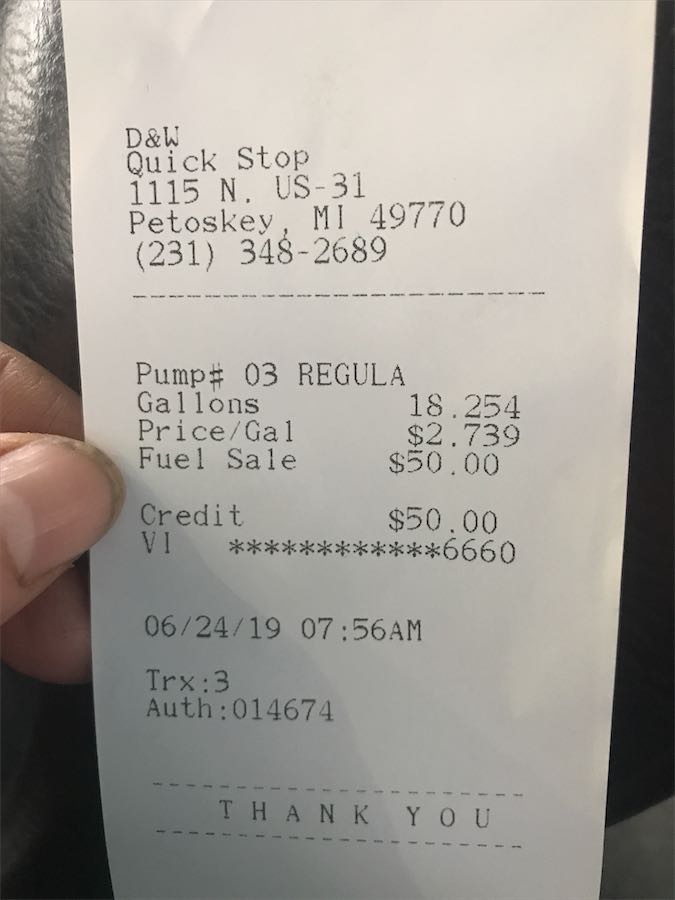 D&W
Quick Stop
1115 N. US-31
Petoskey, MI 49770
(231) 348-2689
Pump# 03 REGULA
Gallons 18.254
Price/Gal $2.739
Fuel Sale $50.00
Credit $50.00
VI ************6660
06/24/19 07:56AM
Trx:3
Auth:014674
THANK YOU